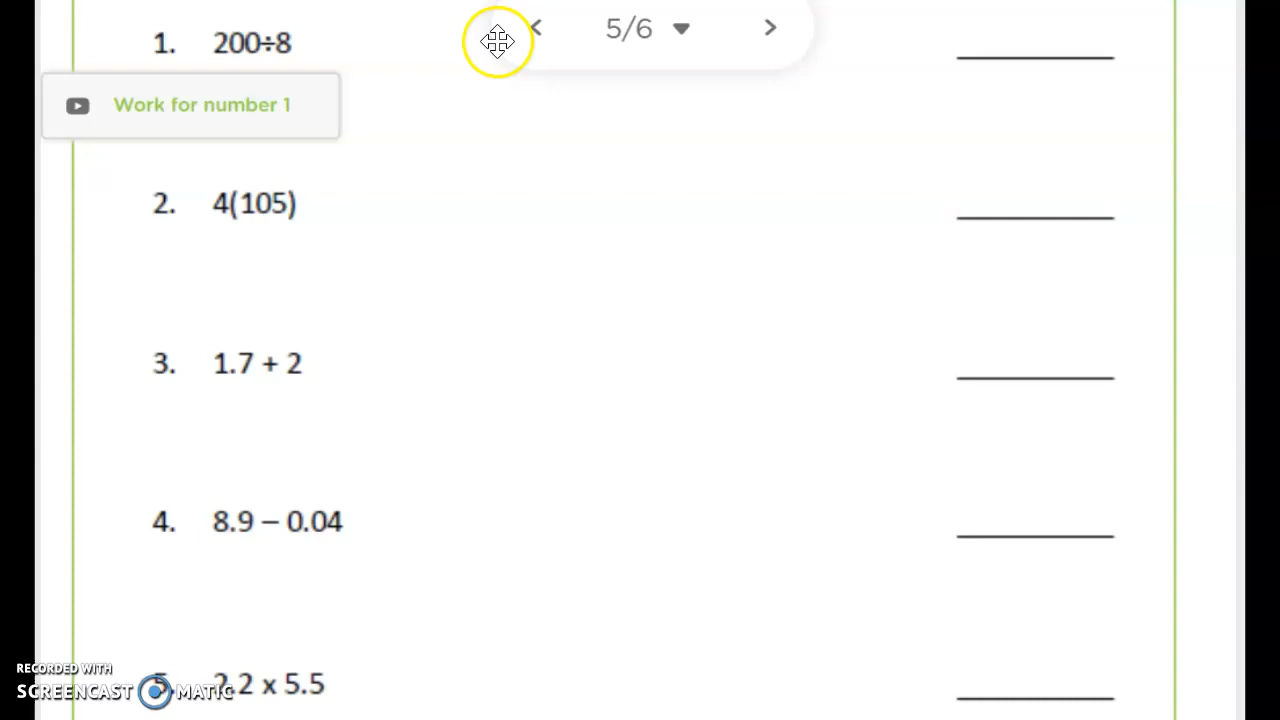 5/6
1. 200÷8
Work for number 1
2. 4(105)
3. 1.7 + 2
4. 8.9 – 0.04
RECORDED WITH
5. 2.2 x 5.5
SCREENCAST MATIC